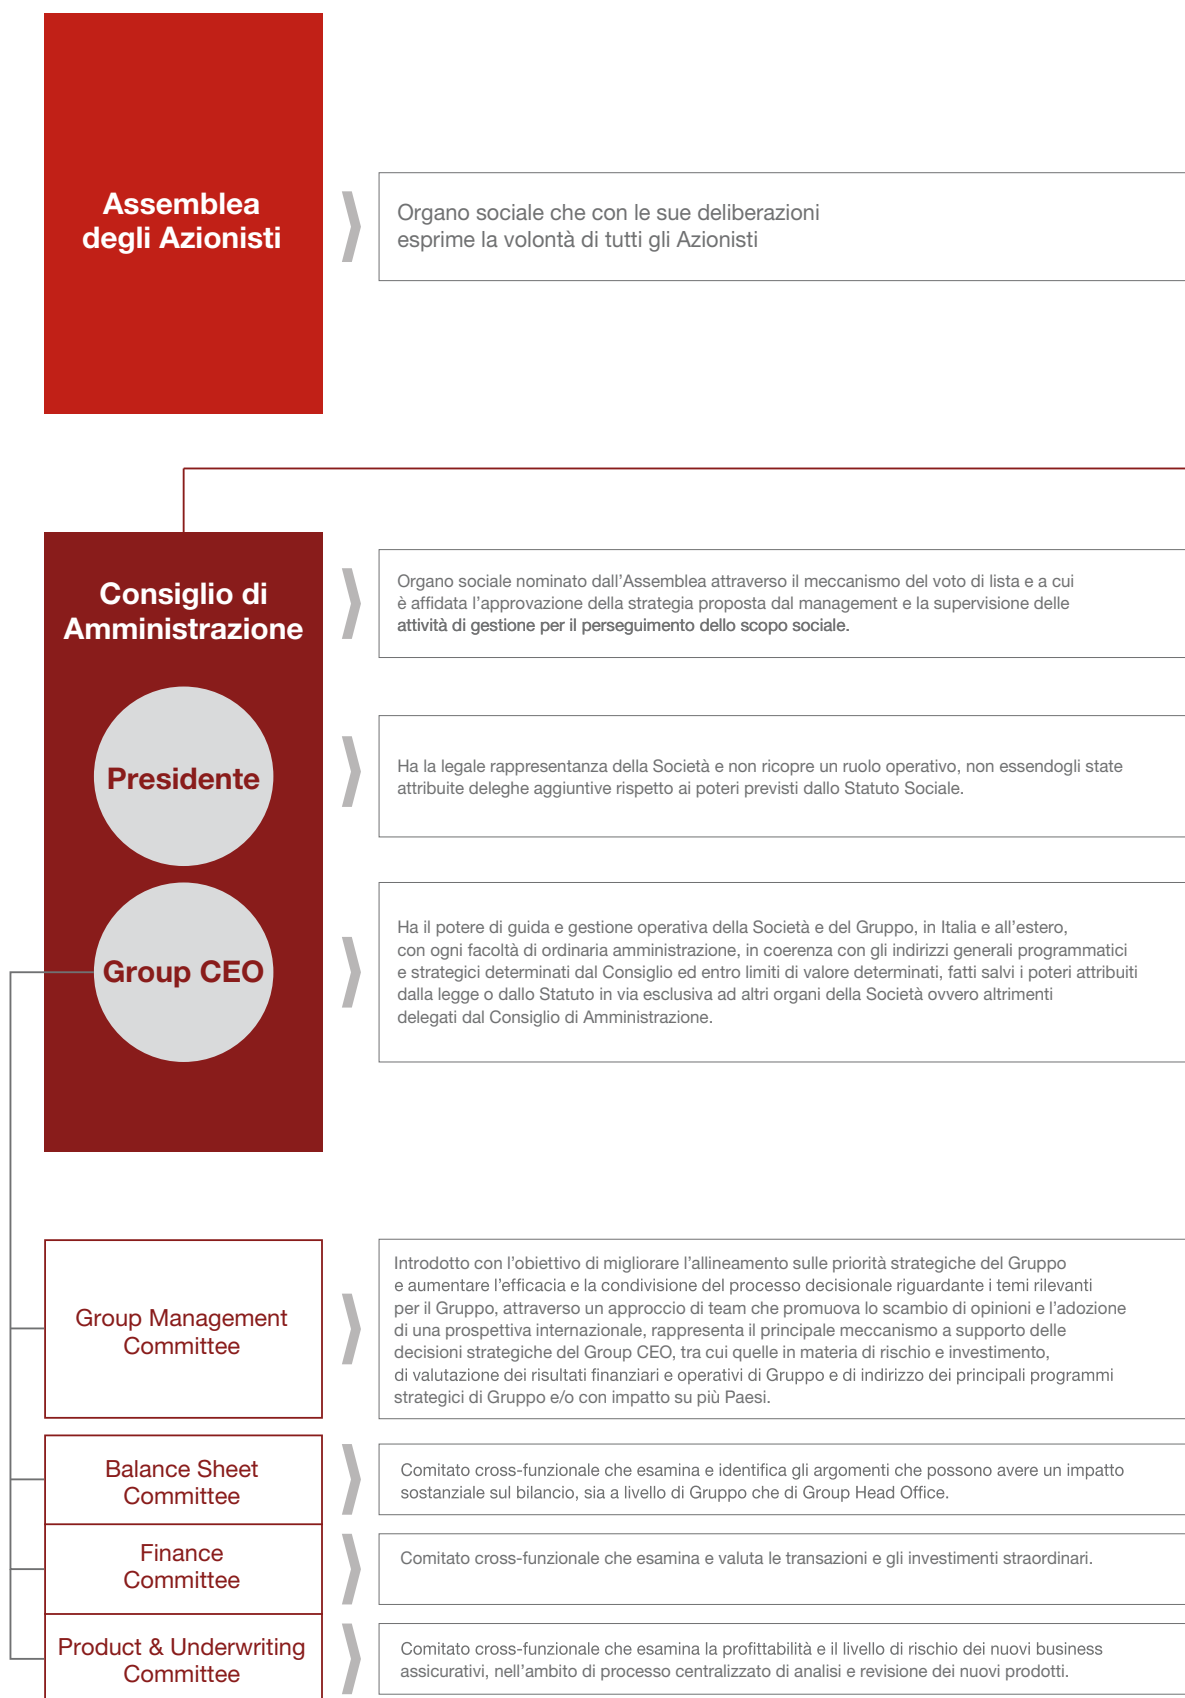 Assemblea
degli Azionisti
Organo sociale che con le sue deliberazioni
esprime la volontà di tutti gli Azionisti
Consiglio di
Amministrazione
Organo sociale nominato dall'Assemblea attraverso il meccanismo del voto di lista e a cui
è affidata l'approvazione della strategia proposta dal management e la supervisione delle
attività di gestione per il perseguimento dello scopo sociale.
Presidente
Ha la legale rappresentanza della Società e non ricopre un ruolo operativo, non essendogli state
attribuite deleghe aggiuntive rispetto ai poteri previsti dallo Statuto Sociale.
Group CEO
Ha il potere di guida e gestione operativa della Società e del Gruppo, in Italia e all'estero,
con ogni facoltà di ordinaria amministrazione, in coerenza con gli indirizzi generali programmatici
e strategici determinati dal Consiglio ed entro limiti di valore determinati, fatti salvi i poteri attribuiti
dalla legge o dallo Statuto in via esclusiva ad altri organi della Società ovvero altrimenti
delegati dal Consiglio di Amministrazione.
Group Management
Committee
Introdotto con l'obiettivo di migliorare l'allineamento sulle priorità strategiche del Gruppo
e aumentare l'efficacia e la condivisione del processo decisionale riguardante i temi rilevanti
per il Gruppo, attraverso un approccio di team che promuova lo scambio di opinioni e l'adozione
di una prospettiva internazionale, rappresenta il principale meccanismo a supporto delle
decisioni strategiche del Group CEO, tra cui quelle in materia di rischio e investimento,
di valutazione dei risultati finanziari e operativi di Gruppo e di indirizzo dei principali programmi
strategici di Gruppo e/o con impatto su più Paesi.
Balance Sheet
Committee
Comitato cross-funzionale che esamina e identifica gli argomenti che possono avere un impatto
sostanziale sul bilancio, sia a livello di Gruppo che di Group Head Office.
Finance
Committee
Comitato cross-funzionale che esamina e valuta le transazioni e gli investimenti straordinari.
Product & Underwriting
Committee
Comitato cross-funzionale che esamina la profittabilità e il livello di rischio dei nuovi business
assicurativi, nell'ambito di processo centralizzato di analisi e revisione dei nuovi prodotti.